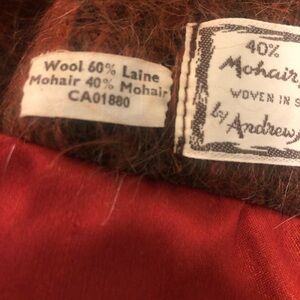 Wool 60% Laine
Mohair 40% Mohair
CA01880
40%
Mohair
WOVEN IN
by Andrew